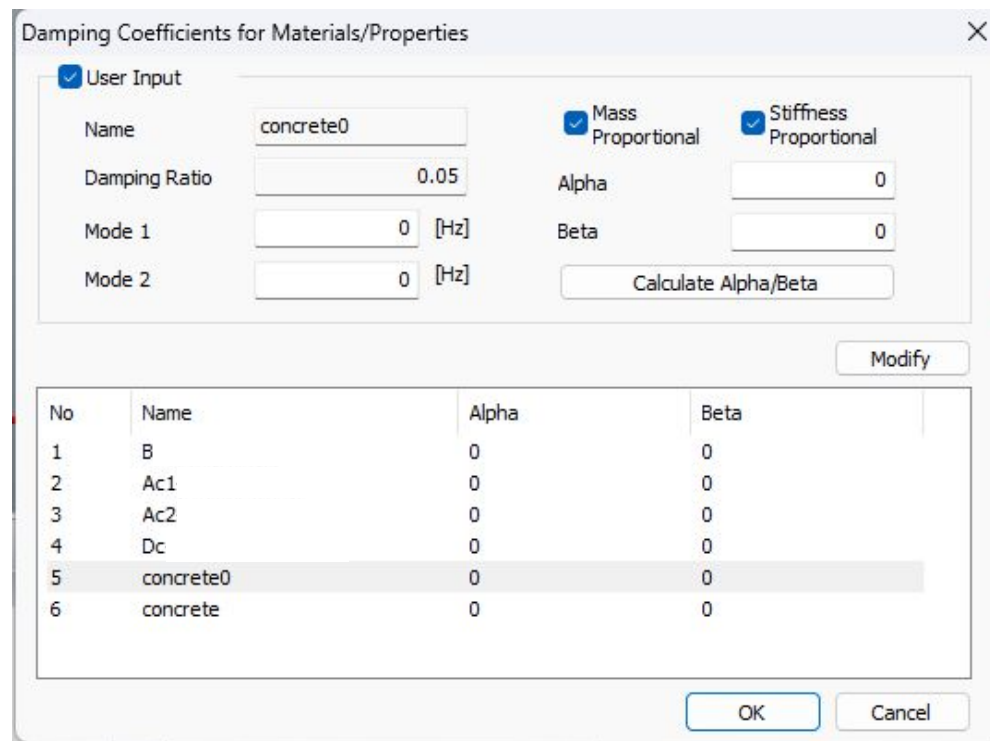 Damping Coefficients for Materials/Properties
User Input
Name concrete0
Mass Proportional
Stiffness Proportional
Damping Ratio 0.05
Alpha 0
Mode 1 0 [Hz]
Beta 0
Mode 2 0 [Hz]
Calculate Alpha/Beta
Modify
No Name Alpha Beta
1 B 0 0
2 Ac1 0 0
3 Ac2 0 0
4 Dc 0 0
5 concrete0 0 0
6 concrete 0 0
OK Cancel